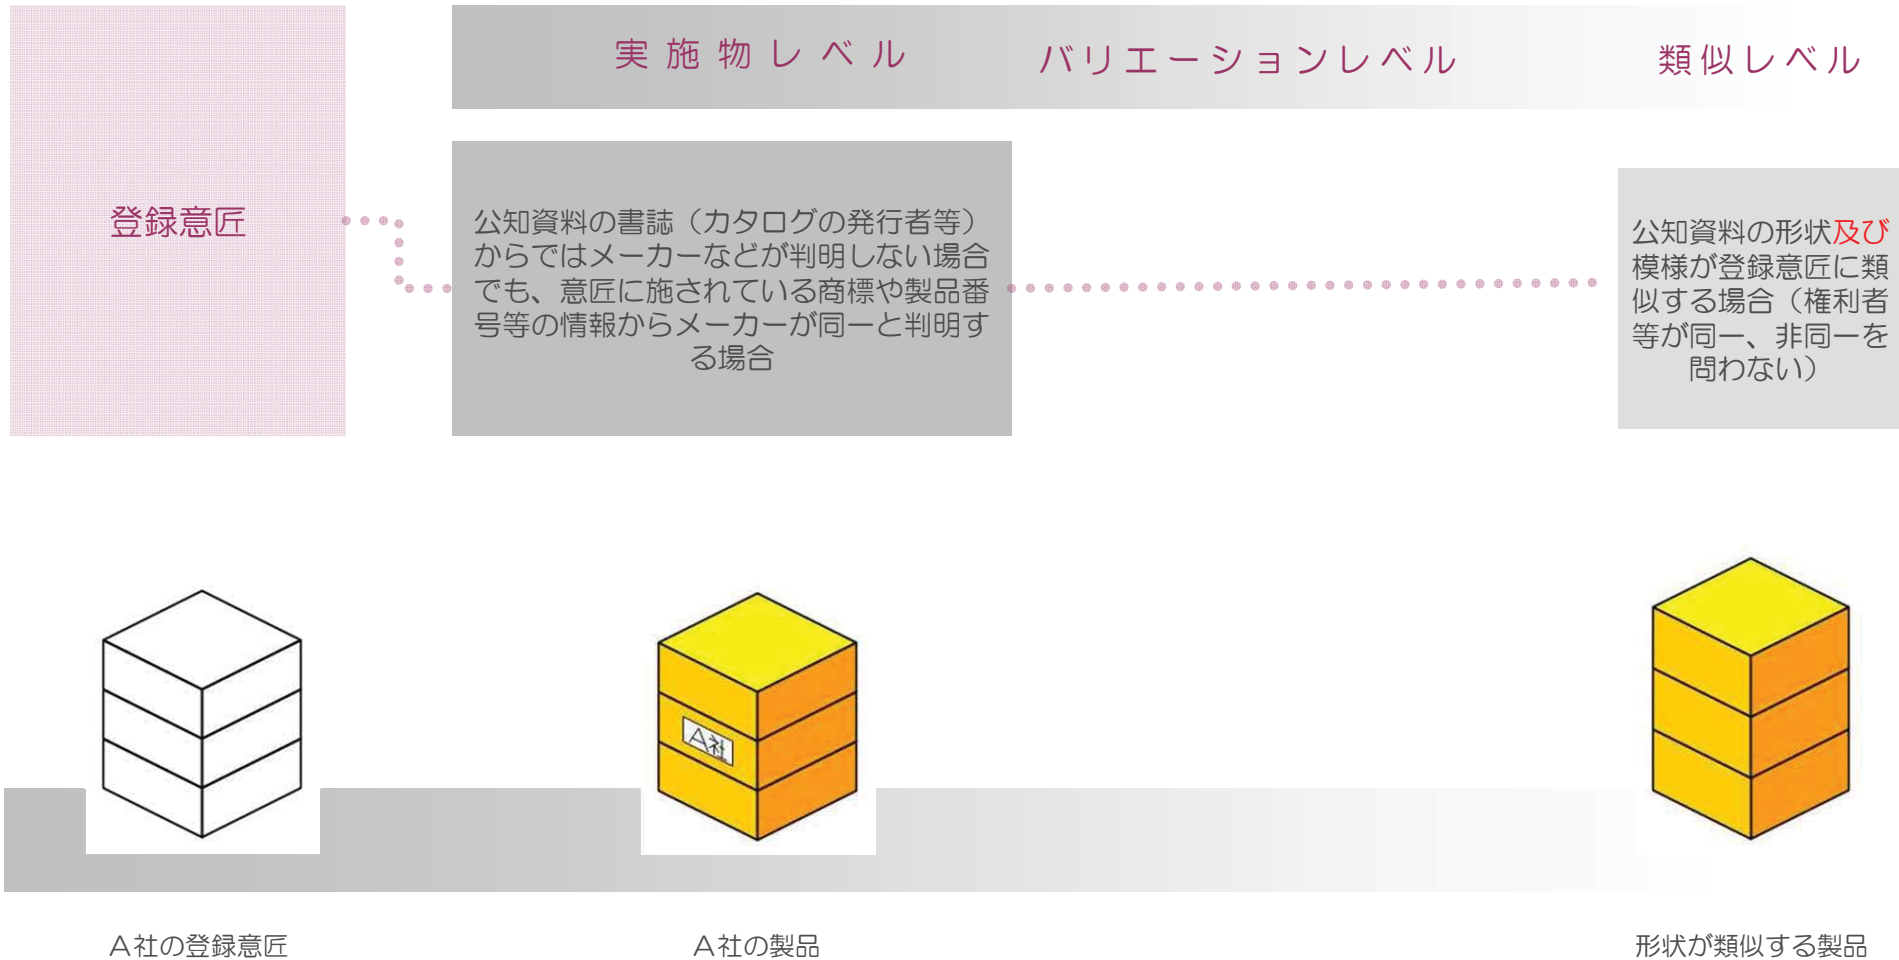 実施物レベル
バリエーションレベル
類似レベル
登録意匠
公知資料の書誌（カタログの発行者等）
からではメーカーなどが判明しない場合
でも、意匠に施されている商標や製品番
号等の情報からメーカーが同一と判明す
る場合
公知資料の形状及び
模様が登録意匠に類
似する場合（権利者
等が同一、非同一を
問わない）
A社
A社の登録意匠
A社の製品
形状が類似する製品